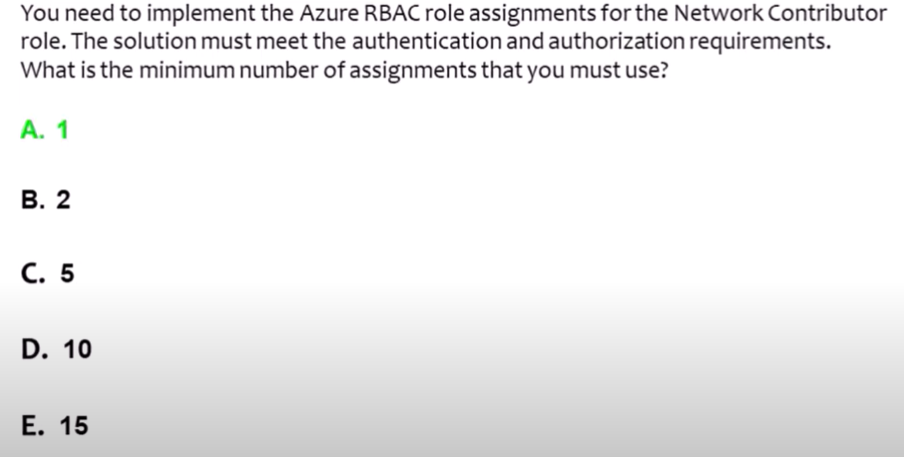 You need to implement the Azure RBAC role assignments for the Network Contributor
role. The solution must meet the authentication and authorization requirements.
What is the minimum number of assignments that you must use?
A. 1
B. 2
C. 5
D. 10
E. 15